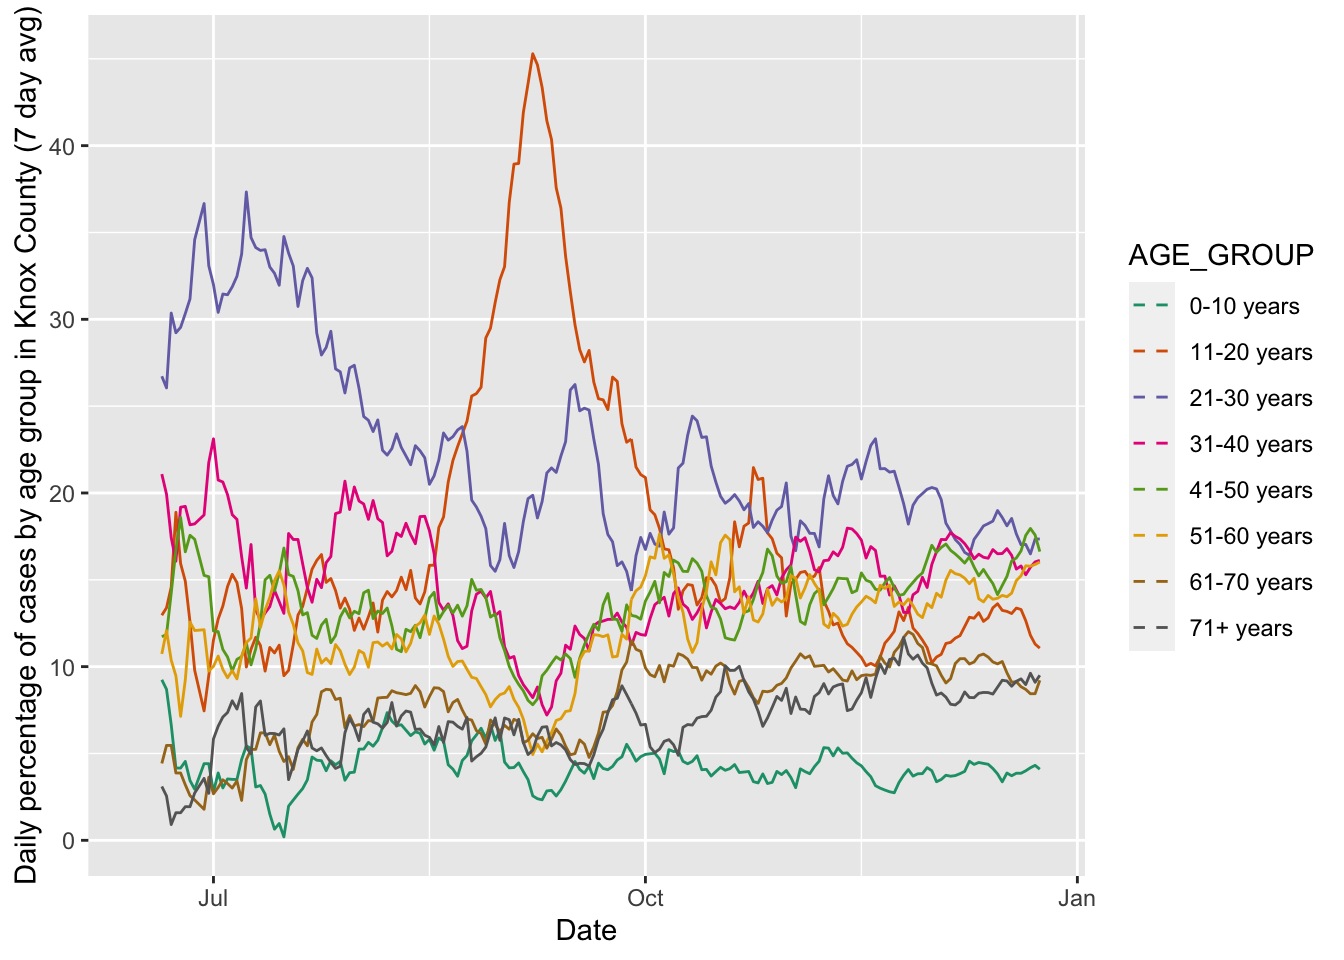 Daily percentage of cases by age group in Knox County (7 day avg)
40
30
20
10
0
Jul
Oct
Jan
Date
AGE_GROUP
0-10 years
11-20 years
21-30 years
31-40 years
41-50 years
51-60 years
61-70 years
71+ years